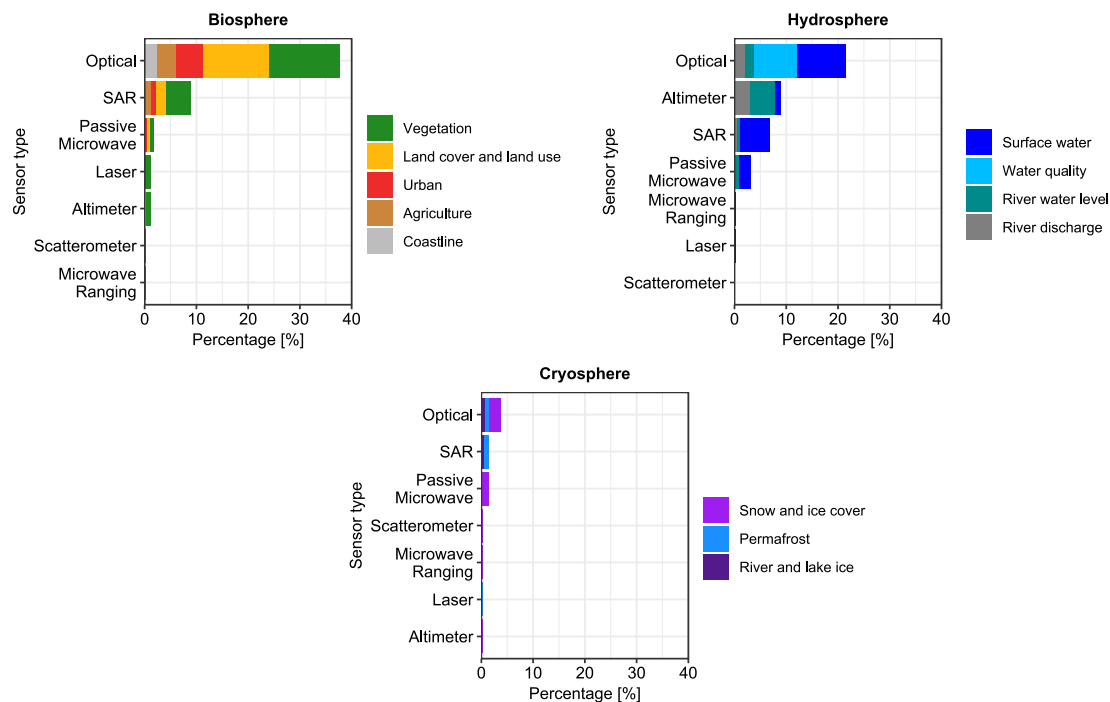 Biosphere
Sensor type
Optical
SAR
Passive
Microwave
Laser
Altimeter
Scatterometer
Microwave
Ranging
0 10 20 30 40
Percentage [%]
Vegetation
Land cover and land use
Urban
Agriculture
Coastline
Hydrosphere
Sensor type
Optical
Altimeter
SAR
Passive
Microwave
Microwave
Ranging
Laser
Scatterometer
0 10 20 30 40
Percentage [%]
Surface water
Water quality
River water level
River discharge
Cryosphere
Sensor type
Optical
SAR
Passive
Microwave
Scatterometer
Microwave
Ranging
Laser
Altimeter
0 10 20 30 40
Percentage [%]
Snow and ice cover
Permafrost
River and lake ice